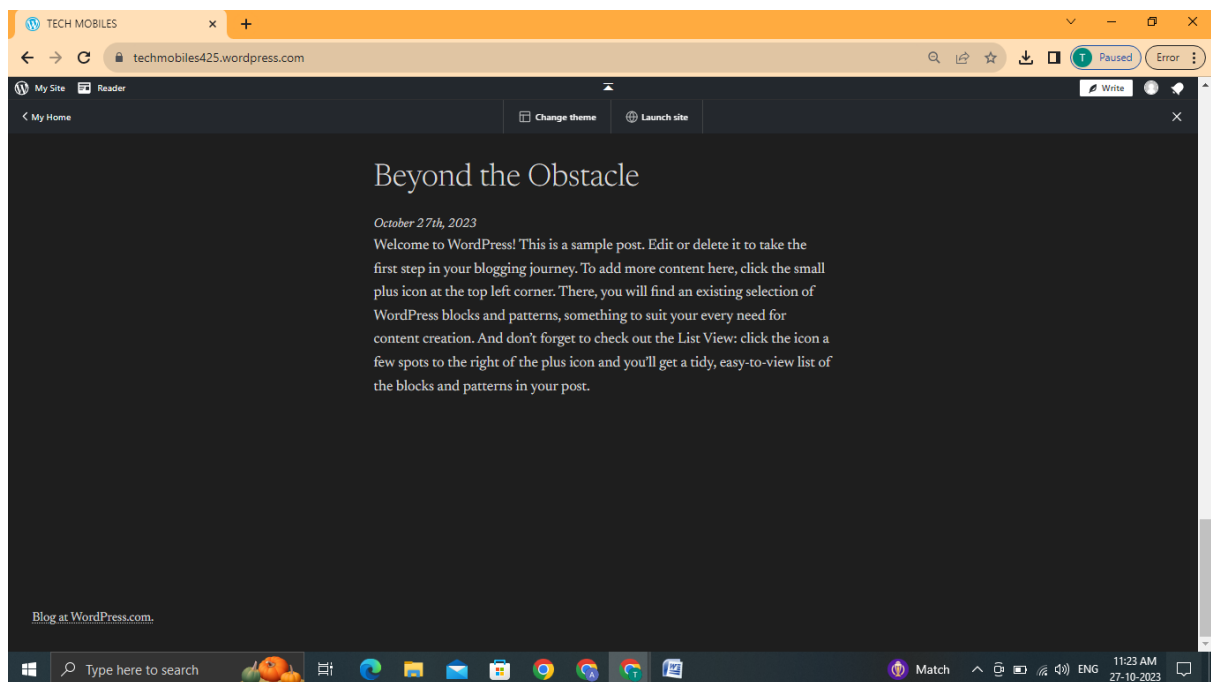 TECH MOBILES
techmobiles425.wordpress.com
T Paused Error
My Site Reader Write
My Home Change theme Launch site
Beyond the Obstacle
October 27th, 2023
Welcome to WordPress! This is a sample post. Edit or delete it to take the
first step in your blogging journey. To add more content here, click the small
plus icon at the top left corner. There, you will find an existing selection of
WordPress blocks and patterns, something to suit your every need for
content creation. And don't forget to check out the List View: click the icon a
few spots to the right of the plus icon and you'll get a tidy, easy-to-view list of
the blocks and patterns in your post.
Blog at WordPress.com.
Type here to search
Match ENG 11:23 AM
27-10-2023